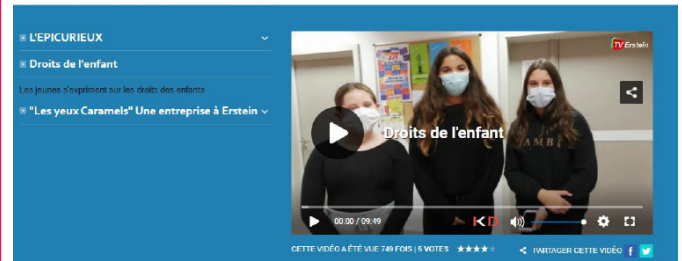 L'EPICURIEUX
Droits de l'enfant
Les jeunes s'expriment sur les droits des enfants
"Les yeux Caramels" Une entreprise à Erstein
TV Erstein
Droits de l'enfant
00:00 / 09:49
KD
CETTE VIDÉO A ÉTÉ VUE 749 FOIS | 5 VOTES
PARTAGER CETTE VIDÉO